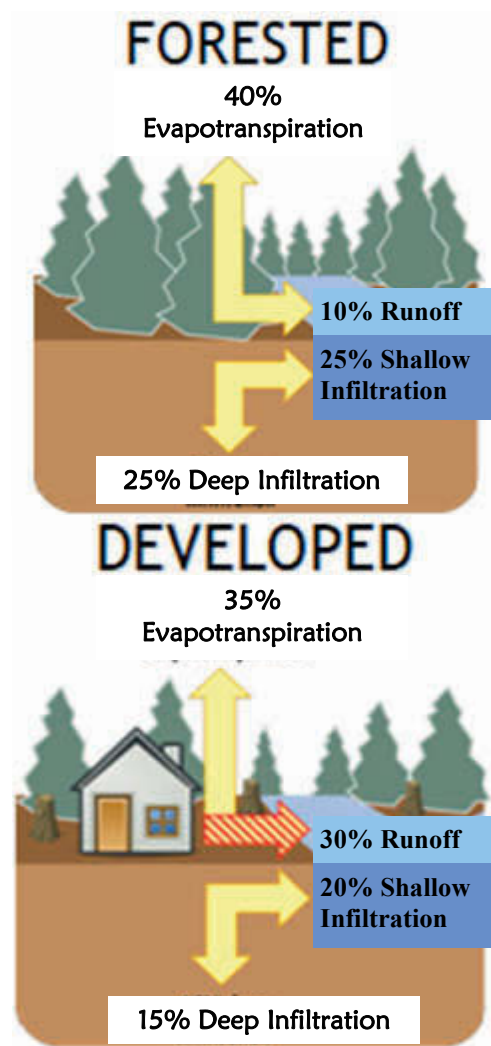 FORESTED
40%
Evapotranspiration
10% Runoff
25% Shallow
Infiltration
25% Deep Infiltration
DEVELOPED
35%
Evapotranspiration
30% Runoff
20% Shallow
Infiltration
15% Deep Infiltration